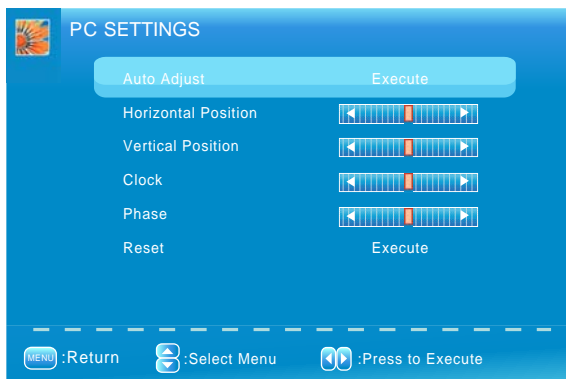 PC SETTINGS
Auto Adjust Execute
Horizontal Position
Vertical Position
Clock
Phase
Reset Execute
MENU :Return :Select Menu :Press to Execute